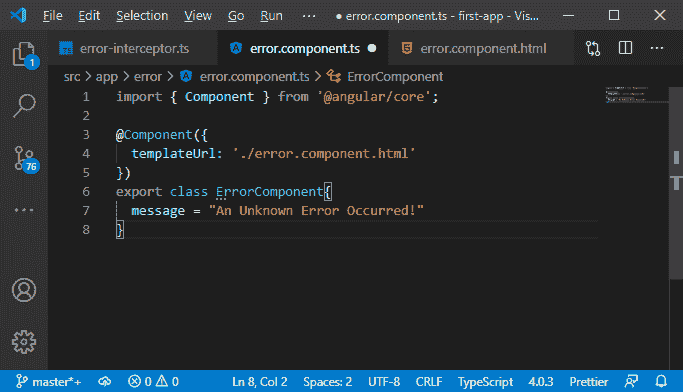 File Edit Selection View Go Run ··· ● error.component.ts - first-app - Vis...
1
76
error-interceptor.ts error.component.ts ● error.component.html ···
src > app > error > error.component.ts > ErrorComponent
1 import { Component } from '@angular/core';
2
3 @Component({
4 templateUrl: './error.component.html'
5 })
6 export class ErrorComponent{
7 message = "An Unknown Error Occurred!"
8 }
master*+ 0 0 Ln 8, Col 2 Spaces: 2 UTF-8 CRLF TypeScript 4.0.3 Prettier